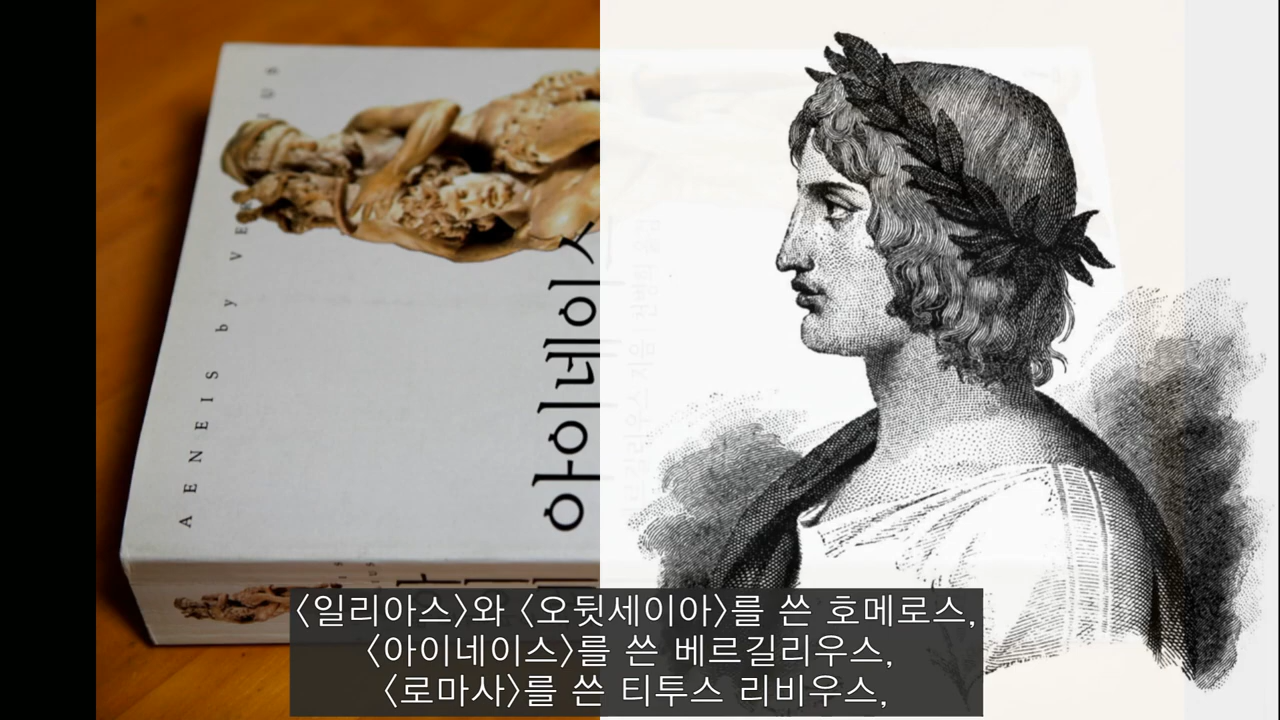 AENEIS by VE
아이네이스
〈일리아스〉와 〈오뒷세이아〉를 쓴 호메로스,
〈아이네이스〉를 쓴 베르길리우스,
〈로마사〉를 쓴 티투스 리비우스,